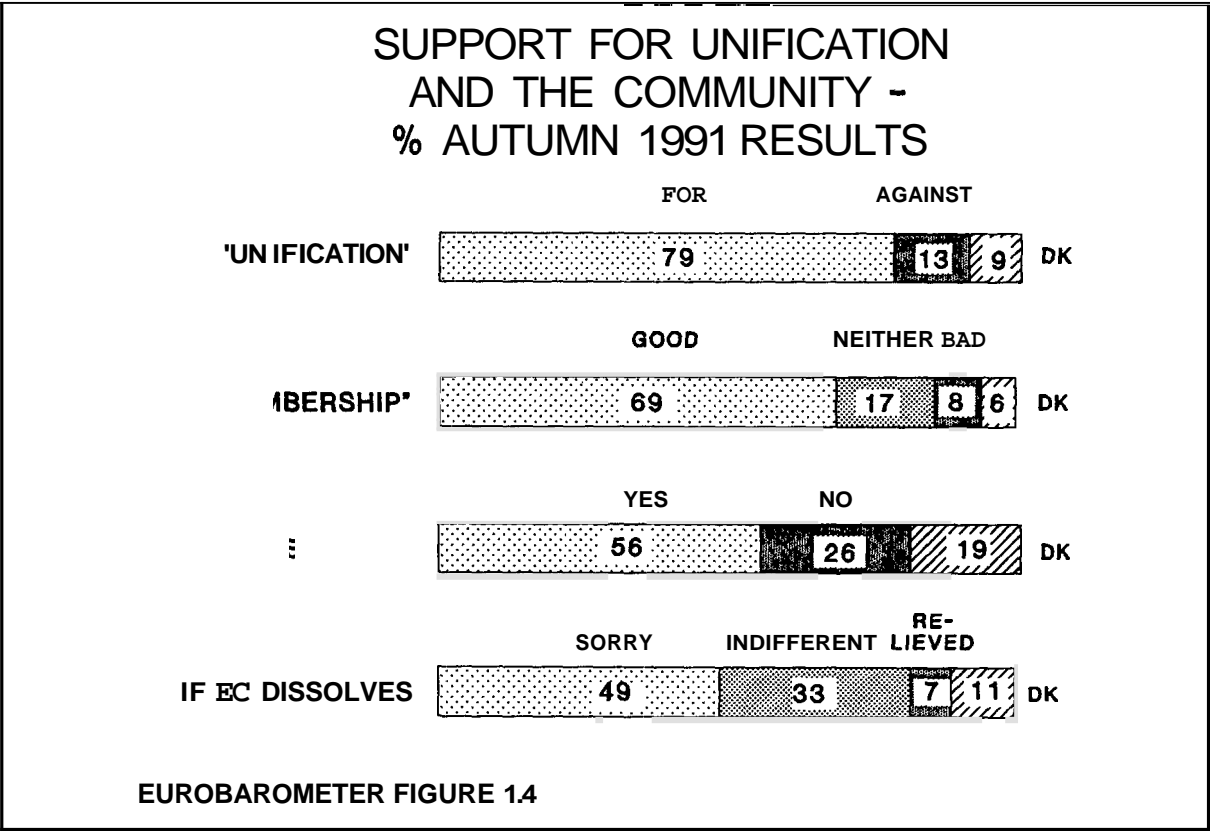 SUPPORT FOR UNIFICATION
AND THE COMMUNITY -
% AUTUMN 1991 RESULTS
FOR AGAINST
'UNIFICATION' 79 13 9 DK
GOOD NEITHER BAD
MBERSHIP" 69 17 8 6 DK
YES NO
56 26 19 DK
SORRY INDIFFERENT RE-
LIEVED
IF EC DISSOLVES 49 33 7 11 DK
EUROBAROMETER FIGURE 1.4